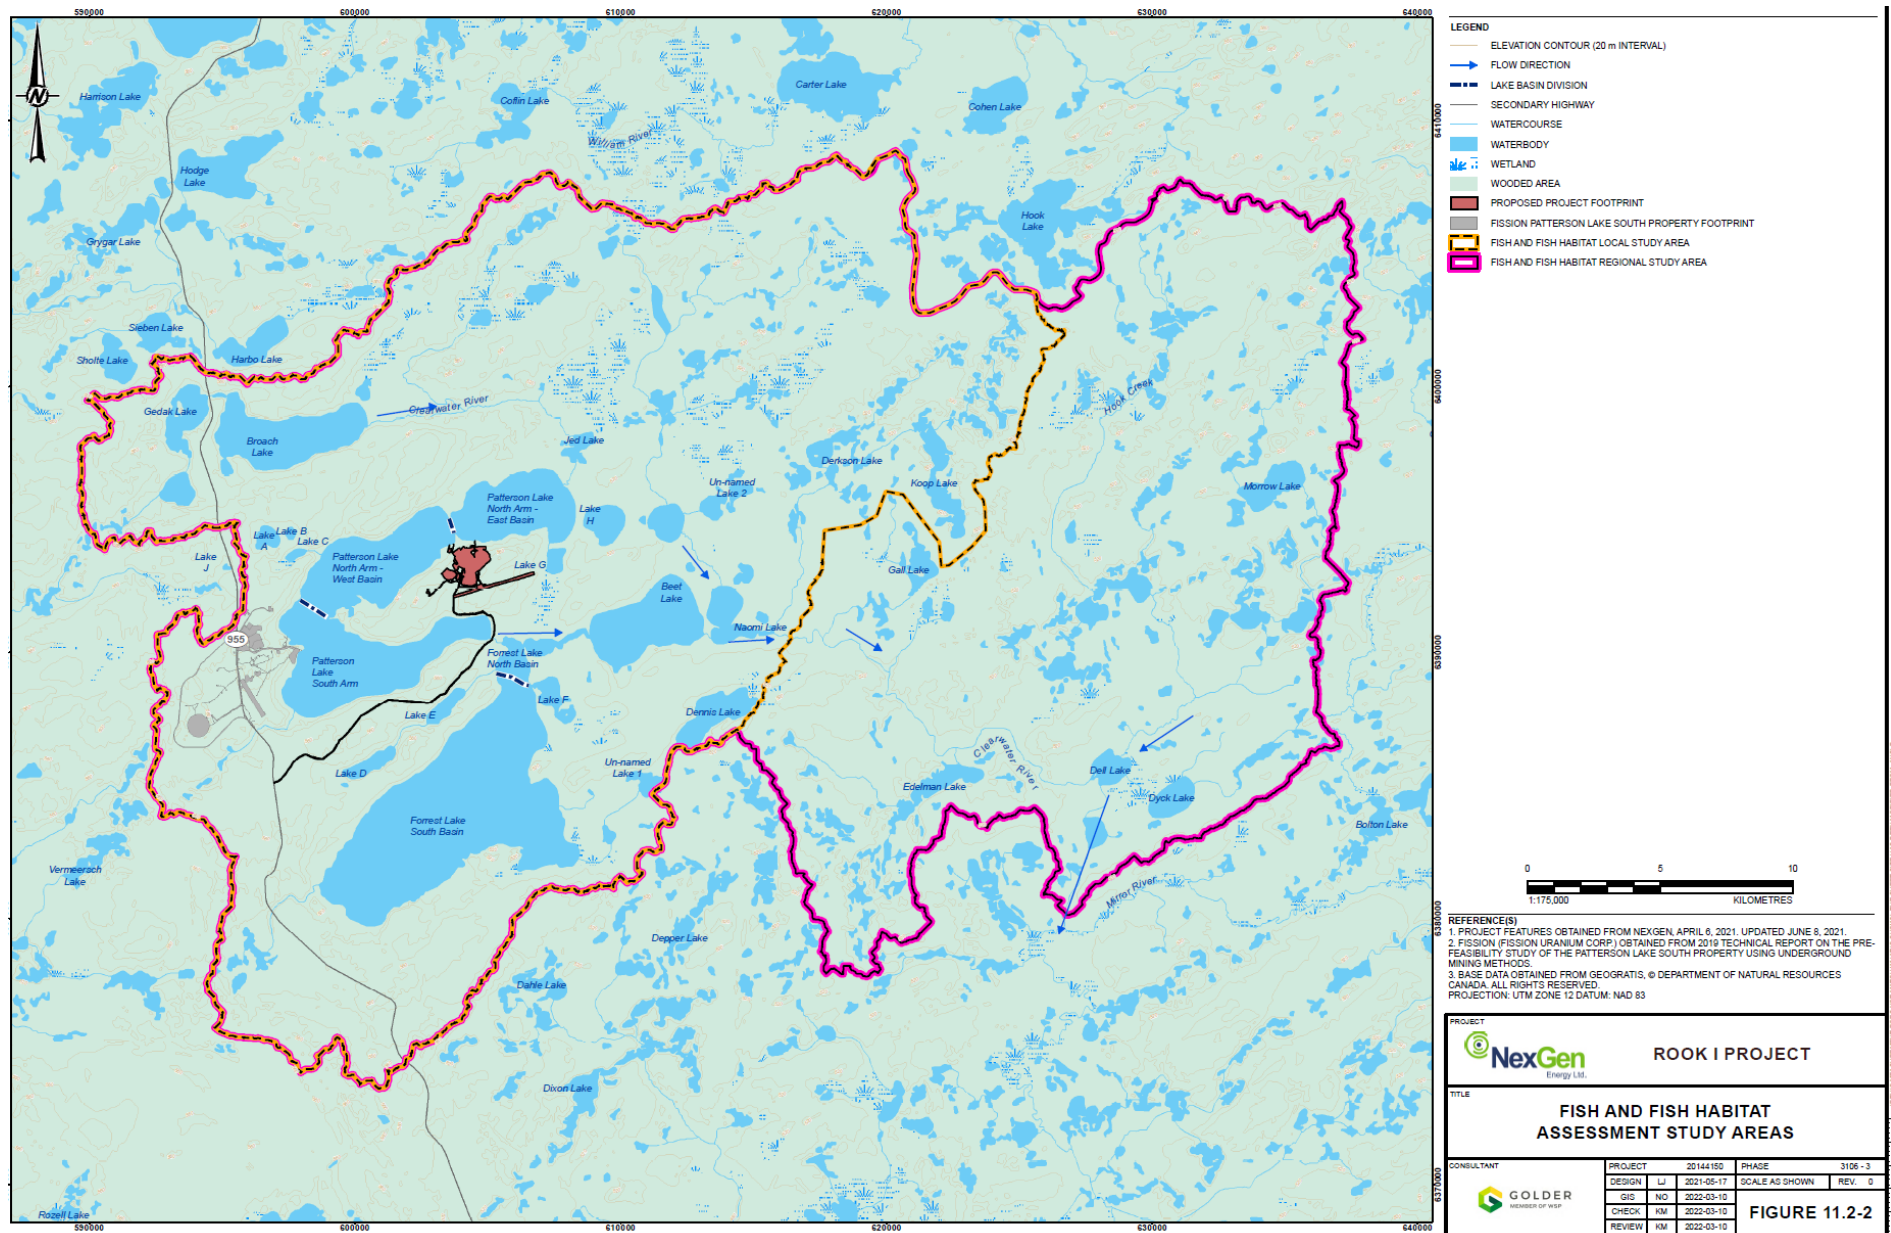 590000
600000
610000
620000
630000
640000
Harrison Lake
Coffin Lake
Carter Lake
Cohen Lake
William River
Hodge
Lake
Hook
Lake
Grygar Lake
Sieben Lake
Sholte Lake
Harbo Lake
Gedak Lake
Clearwater River
Hook Creek
Broach
Lake
Jed Lake
Derkson Lake
Koop Lake
Morrow Lake
Un-named
Lake 2
Patterson Lake
North Arm -
East Basin
Lake
H
Lake
A
Lake B
Lake C
Lake
J
Patterson Lake
North Arm -
West Basin
Lake G
Gall Lake
Beet
Lake
Naomi Lake
955
Forrest Lake
North Basin
Patterson
Lake
South Arm
Lake F
Lake E
Dennis Lake
Clearwater River
Un-named
Lake 1
Lake D
Dell Lake
Edelman Lake
Dyck Lake
Forrest Lake
South Basin
Bolton Lake
Vermeersch
Lake
Mirror River
Depper Lake
Dahle Lake
Dixon Lake
Rozell Lake
590000
600000
610000
620000
630000
640000
6410000
6400000
6390000
6380000
6370000
N
LEGEND
ELEVATION CONTOUR (20 m INTERVAL)
FLOW DIRECTION
LAKE BASIN DIVISION
SECONDARY HIGHWAY
WATERCOURSE
WATERBODY
WETLAND
WOODED AREA
PROPOSED PROJECT FOOTPRINT
FISSION PATTERSON LAKE SOUTH PROPERTY FOOTPRINT
FISH AND FISH HABITAT LOCAL STUDY AREA
FISH AND FISH HABITAT REGIONAL STUDY AREA
0 5 10
1:175,000 KILOMETRES
REFERENCE(S)
1. PROJECT FEATURES OBTAINED FROM NEXGEN, APRIL 6, 2021. UPDATED JUNE 8, 2021.
2. FISSION (FISSION URANIUM CORP.) OBTAINED FROM 2019 TECHNICAL REPORT ON THE PRE-
FEASIBILITY STUDY OF THE PATTERSON LAKE SOUTH PROPERTY USING UNDERGROUND
MINING METHODS.
3. BASE DATA OBTAINED FROM GEOGRATIS, © DEPARTMENT OF NATURAL RESOURCES
CANADA. ALL RIGHTS RESERVED.
PROJECTION: UTM ZONE 12 DATUM: NAD 83
PROJECT
NexGen
Energy Ltd.
ROOK I PROJECT
TITLE
FISH AND FISH HABITAT
ASSESSMENT STUDY AREAS
CONSULTANT
GOLDER
MEMBER OF WSP
PROJECT 20144150 PHASE 3106 - 3
DESIGN LJ 2021-05-17 SCALE AS SHOWN REV. 0
GIS NO 2022-03-10
CHECK KM 2022-03-10
REVIEW KM 2022-03-10
FIGURE 11.2-2